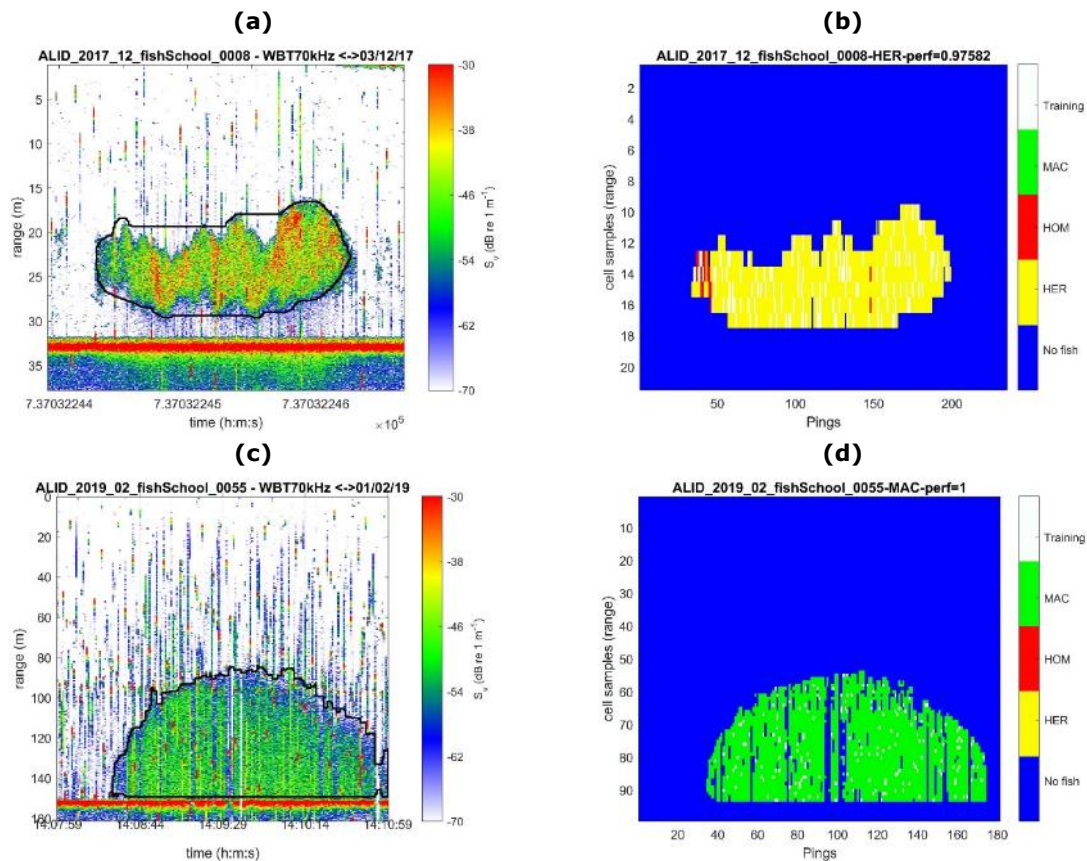 (a)
ALID_2017_12_fishSchool_0008 - WBT70kHz <->03/12/17
range (m)
5
10
15
20
25
30
35
7.37032244
7.37032245
7.37032246
×10⁵
time (h:m:s)
-30
-38
-46
-54
-62
-70
Sᵥ (dB re 1 m⁻¹)
(b)
ALID_2017_12_fishSchool_0008-HER-perf=0.97582
cell samples (range)
2
4
6
8
10
12
14
16
18
20
50
100
150
200
Pings
Training
MAC
HOM
HER
No fish
(c)
ALID_2019_02_fishSchool_0055 - WBT70kHz <->01/02/19
range (m)
0
20
40
60
80
100
120
140
160
14:07:59
14:08:44
14:09:29
14:10:14
14:10:59
time (h:m:s)
-30
-38
-46
-54
-62
-70
Sᵥ (dB re 1 m⁻¹)
(d)
ALID_2019_02_fishSchool_0055-MAC-perf=1
cell samples (range)
10
20
30
40
50
60
70
80
90
20
40
60
80
100
120
140
160
180
Pings
Training
MAC
HOM
HER
No fish